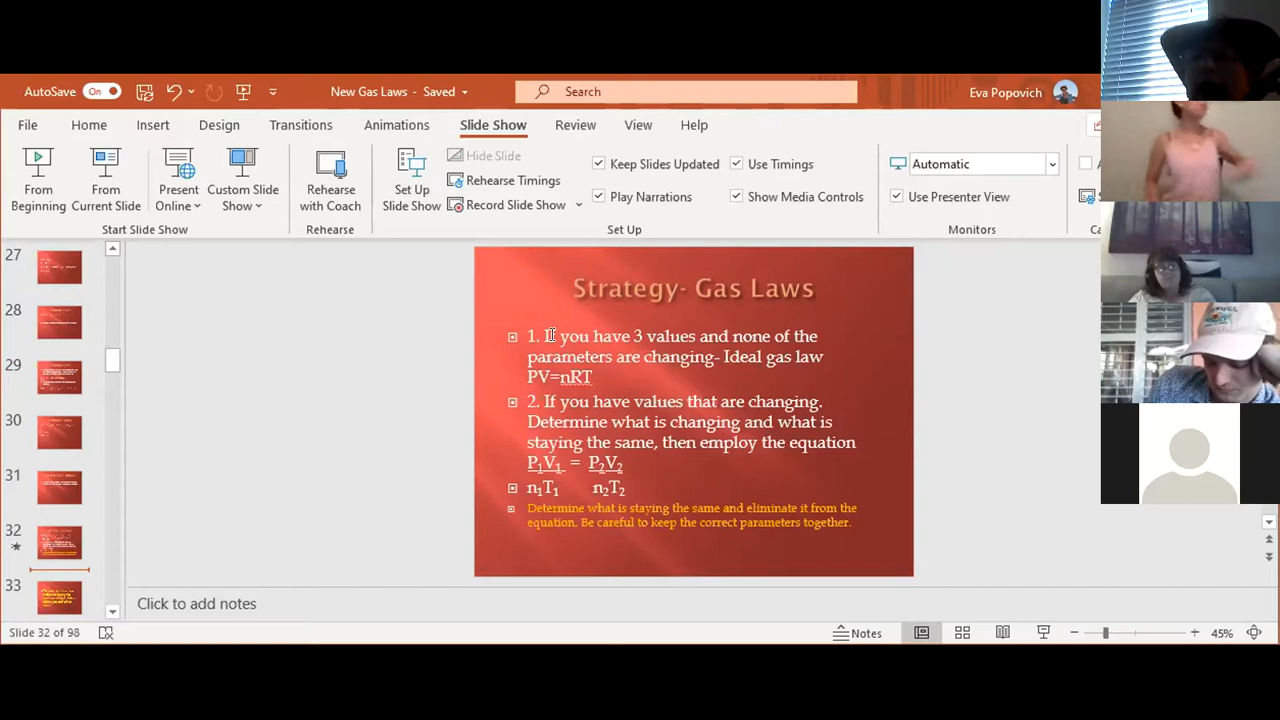 AutoSave On New Gas Laws - Saved Search Eva Popovich
File Home Insert Design Transitions Animations Slide Show Review View Help
From Beginning
From Current Slide
Present Online
Custom Slide Show
Start Slide Show
Rehearse with Coach
Rehearse
Set Up Slide Show
Hide Slide
Rehearse Timings
Record Slide Show
Keep Slides Updated
Play Narrations
Use Timings
Show Media Controls
Set Up
Automatic
Use Presenter View
Monitors
27
28
29
30
31
32
33
Strategy- Gas Laws
1. If you have 3 values and none of the
parameters are changing- Ideal gas law
PV=nRT
2. If you have values that are changing.
Determine what is changing and what is
staying the same, then employ the equation
P₁V₁ = P₂V₂
n₁T₁ n₂T₂
Determine what is staying the same and eliminate it from the
equation. Be careful to keep the correct parameters together.
Click to add notes
Slide 32 of 98 Notes 45%